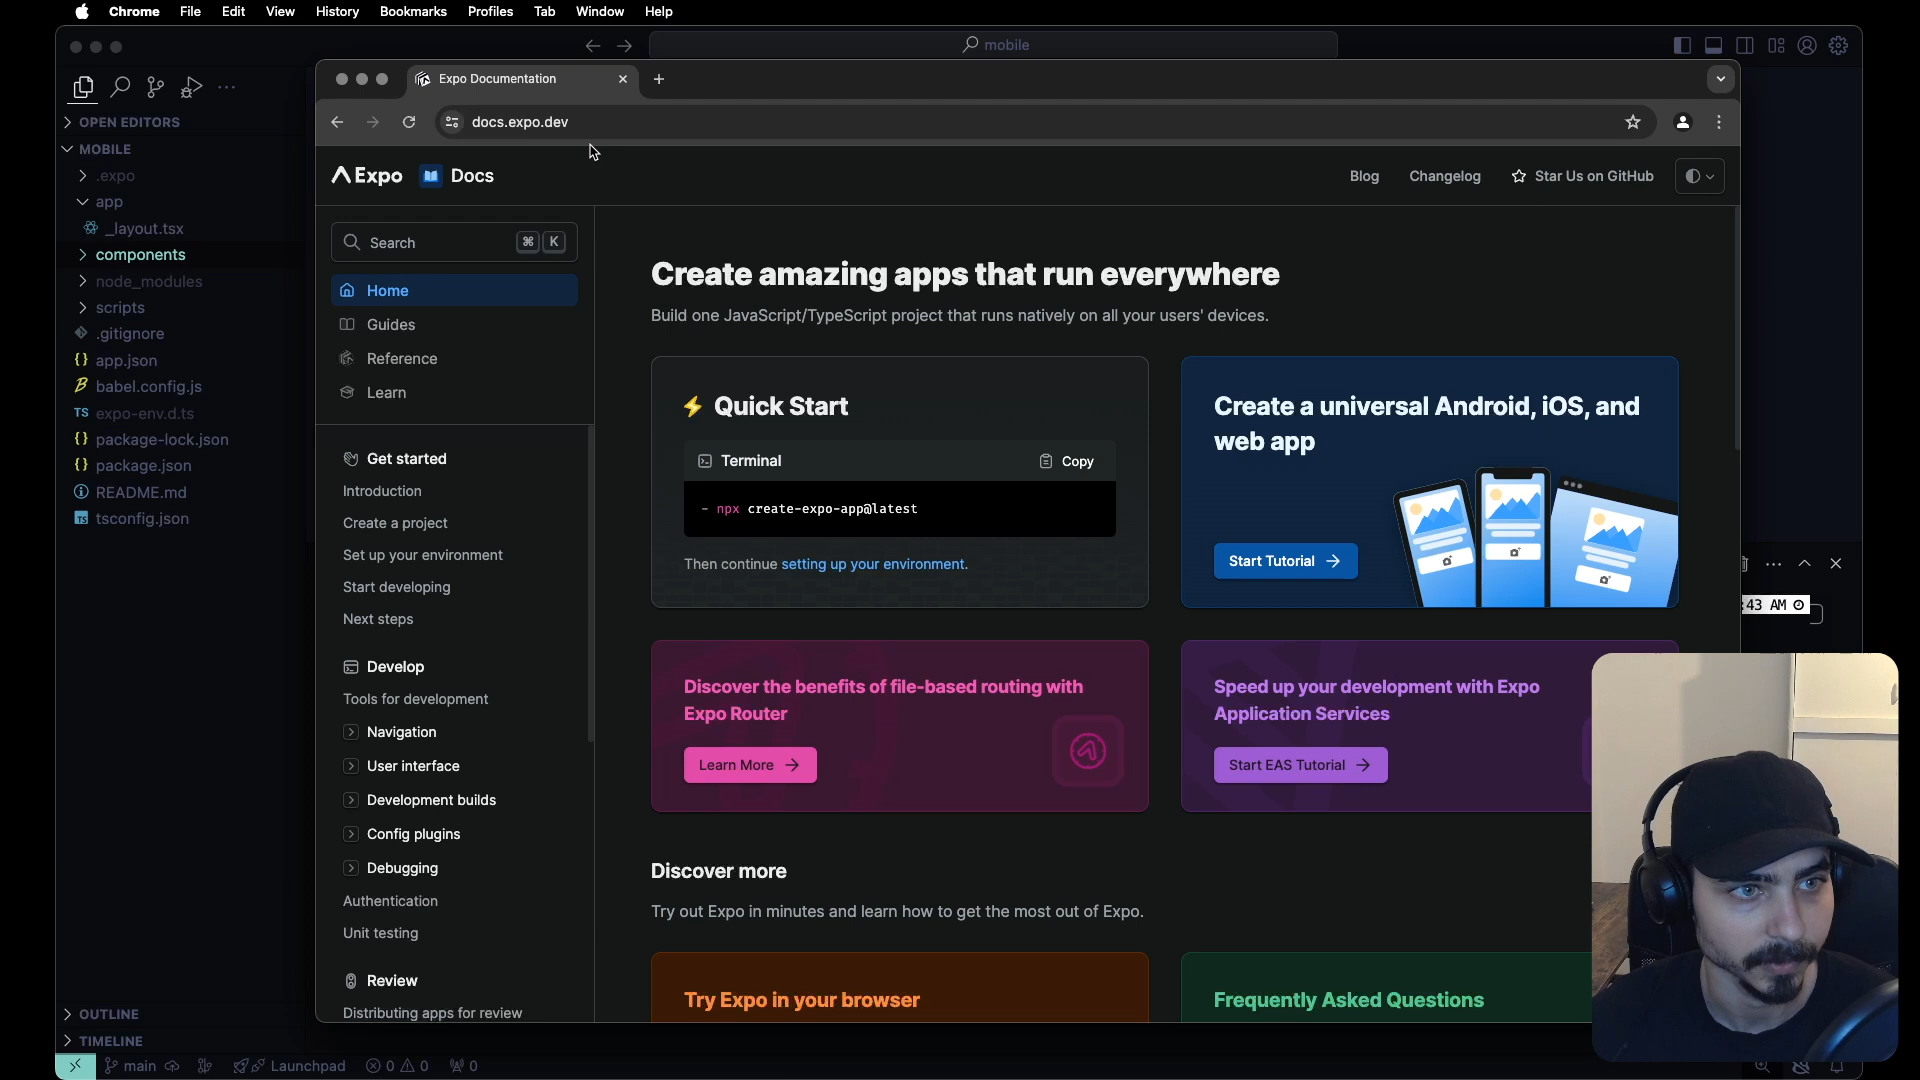 Chrome File Edit View History Bookmarks Profiles Tab Window Help
mobile
OPEN EDITORS
MOBILE
.expo
app
_layout.tsx
components
node_modules
scripts
.gitignore
app.json
babel.config.js
TS expo-env.d.ts
package-lock.json
package.json
README.md
TS tsconfig.json
OUTLINE
TIMELINE
main Launchpad 0 0 0
Expo Documentation
docs.expo.dev
Expo Docs
Blog Changelog Star Us on GitHub
Search ⌘ K
Home
Guides
Reference
Learn
Get started
Introduction
Create a project
Set up your environment
Start developing
Next steps
Develop
Tools for development
Navigation
User interface
Development builds
Config plugins
Debugging
Authentication
Unit testing
Review
Distributing apps for review
Create amazing apps that run everywhere
Build one JavaScript/TypeScript project that runs natively on all your users' devices.
⚡ Quick Start
Terminal Copy
- npx create-expo-app@latest
Then continue setting up your environment.
Create a universal Android, iOS, and
web app
Start Tutorial →
Discover the benefits of file-based routing with
Expo Router
Learn More →
Speed up your development with Expo
Application Services
Start EAS Tutorial →
Discover more
Try out Expo in minutes and learn how to get the most out of Expo.
Try Expo in your browser
Frequently Asked Questions
:43 AM